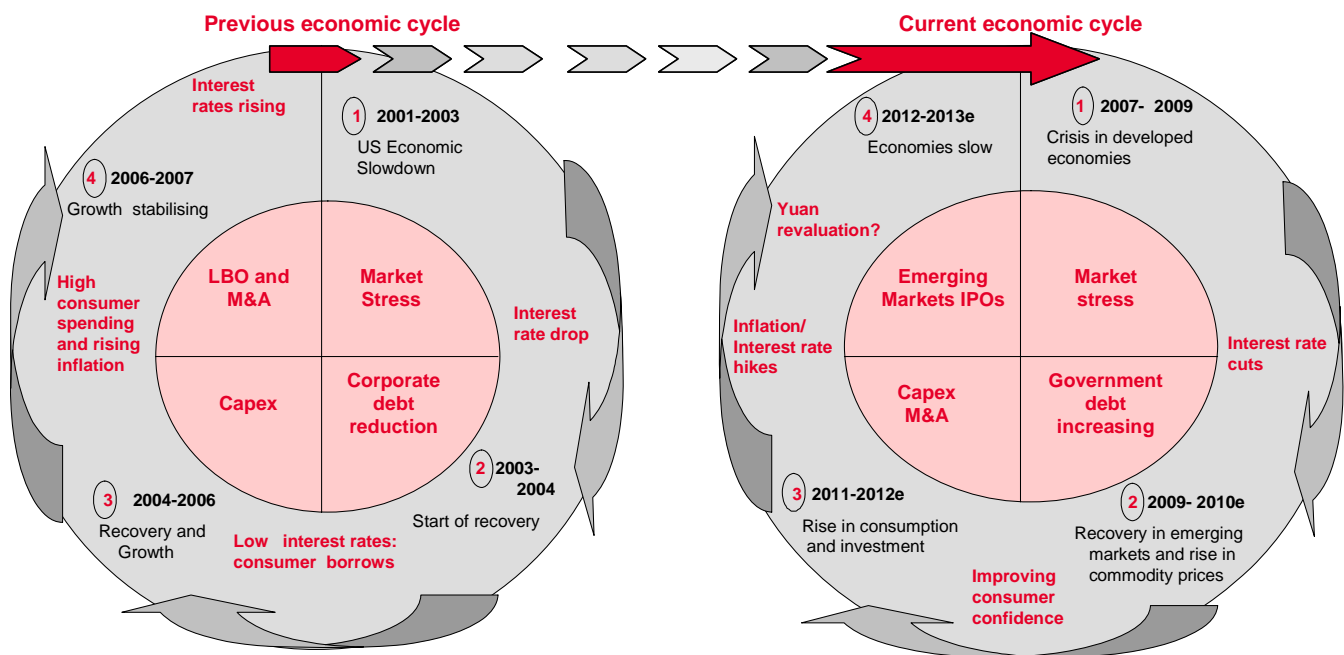 Previous economic cycle
Interest
rates rising
1 2001-2003
US Economic
Slowdown
4 2006-2007
Growth stabilising
LBO and
M&A
Market
Stress
High
consumer
spending
and rising
inflation
Interest
rate drop
Capex
Corporate
debt
reduction
2 2003-
2004
Start of recovery
3 2004-2006
Recovery and
Growth
Low interest rates:
consumer borrows
Current economic cycle
4 2012-2013e
Economies slow
1 2007- 2009
Crisis in developed
economies
Yuan
revaluation?
Emerging
Markets IPOs
Market
stress
Inflation/
Interest rate
hikes
Interest rate
cuts
Capex
M&A
Government
debt
increasing
3 2011-2012e
Rise in consumption
and investment
2 2009- 2010e
Recovery in emerging
markets and rise in
commodity prices
Improving
consumer
confidence